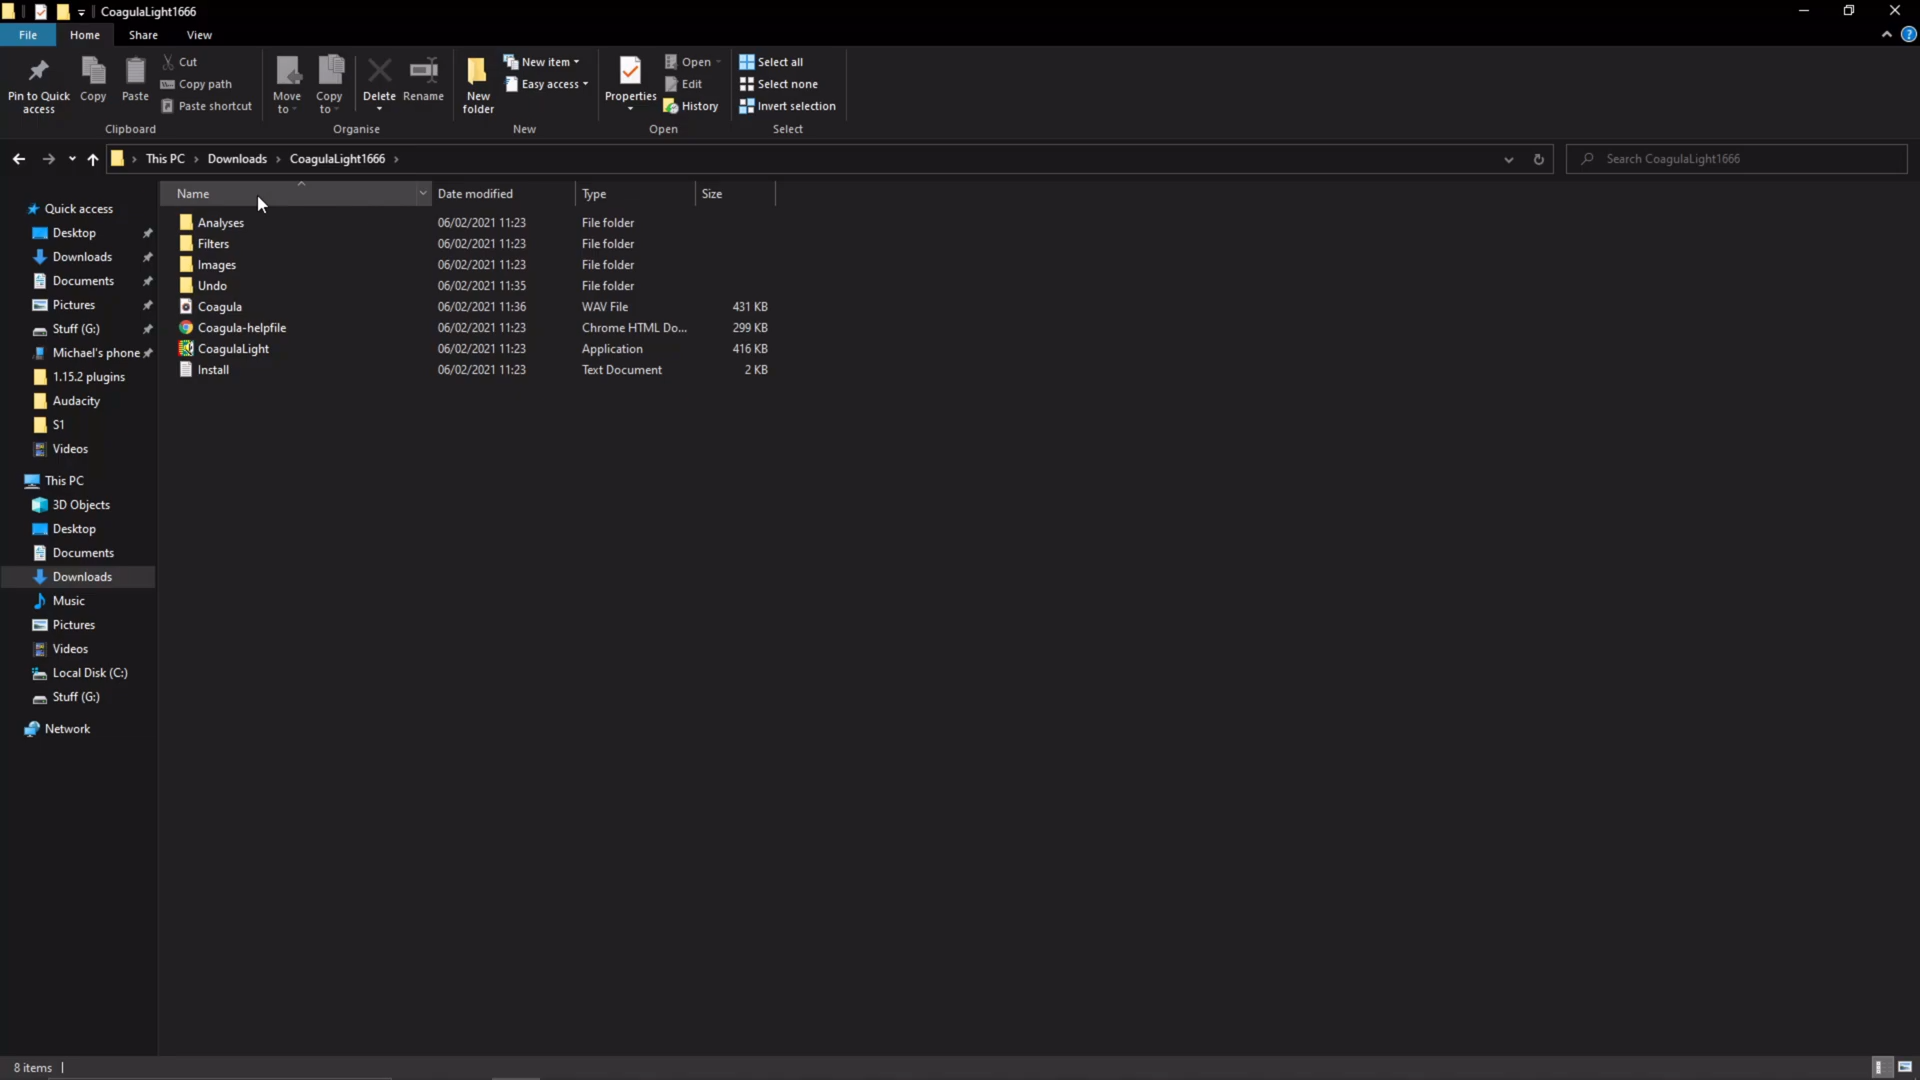 CoagulaLight1666
File Home Share View
Pin to Quick access
Copy
Paste
Cut
Copy path
Paste shortcut
Clipboard
Move to
Copy to
Delete
Rename
Organise
New folder
New item
Easy access
New
Properties
Open
Edit
History
Open
Select all
Select none
Invert selection
Select
This PC > Downloads > CoagulaLight1666 >
Search CoagulaLight1666
Quick access
Desktop
Downloads
Documents
Pictures
Stuff (G:)
Michael's phone
1.15.2 plugins
Audacity
S1
Videos
This PC
3D Objects
Desktop
Documents
Downloads
Music
Pictures
Videos
Local Disk (C:)
Stuff (G:)
Network
Name Date modified Type Size
Analyses 06/02/2021 11:23 File folder
Filters 06/02/2021 11:23 File folder
Images 06/02/2021 11:23 File folder
Undo 06/02/2021 11:35 File folder
Coagula 06/02/2021 11:36 WAV File 431 KB
Coagula-helpfile 06/02/2021 11:23 Chrome HTML Do... 299 KB
CoagulaLight 06/02/2021 11:23 Application 416 KB
Install 06/02/2021 11:23 Text Document 2 KB
8 items